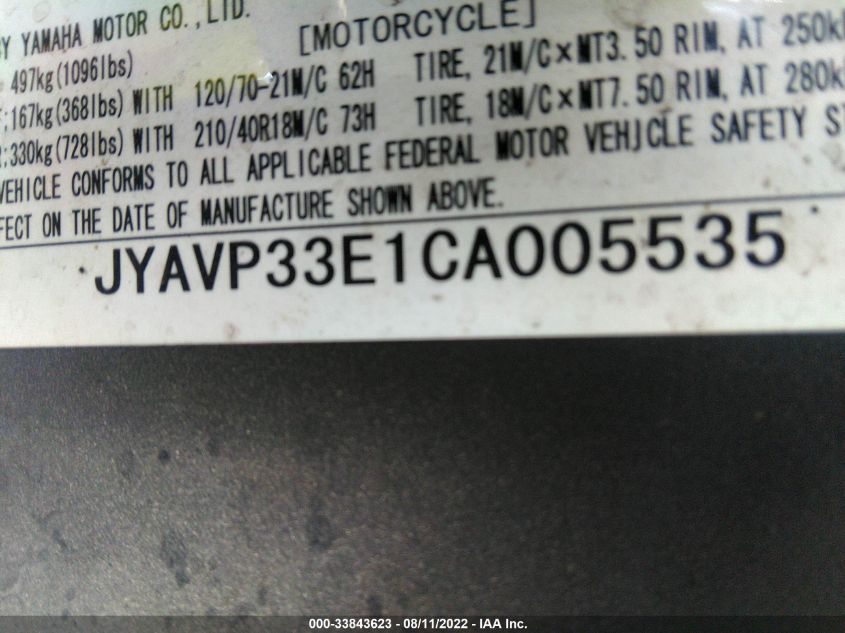 BY YAMAHA MOTOR CO.,LTD.
[MOTORCYCLE]
497kg(1096lbs)
:167kg(368lbs) WITH 120/70-21M/C 62H TIRE, 21M/C×MT3.50 RIM, AT 250k
:330kg(728lbs) WITH 210/40R18M/C 73H TIRE, 18M/C×MT7.50 RIM, AT 280k
VEHICLE CONFORMS TO ALL APPLICABLE FEDERAL MOTOR VEHICLE SAFETY ST
FECT ON THE DATE OF MANUFACTURE SHOWN ABOVE.
JYAVP33E1CA005535
000-33843623 - 08/11/2022 - IAA Inc.